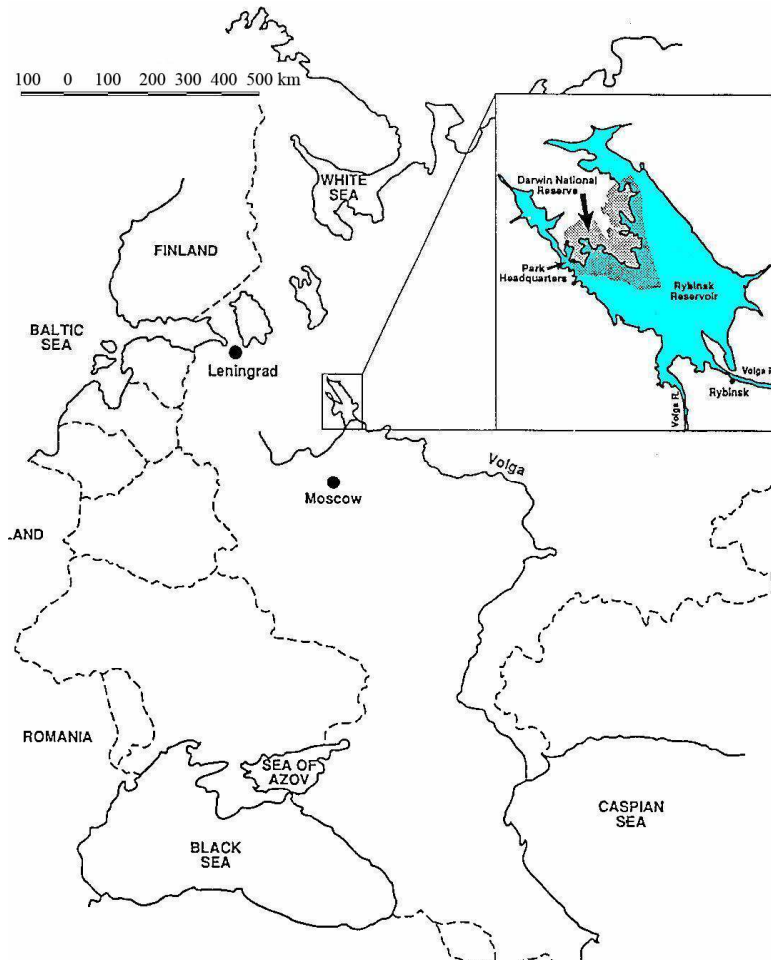 100 0 100 200 300 400 500 km
WHITE
SEA
FINLAND
BALTIC
SEA
Leningrad
Darwin National
Reserve
Park
Headquarters
Rybinsk
Reservoir
Volga R
Rybinsk
Volga R.
Volga
Moscow
LAND
ROMANIA
SEA OF
AZOV
CASPIAN
SEA
BLACK
SEA